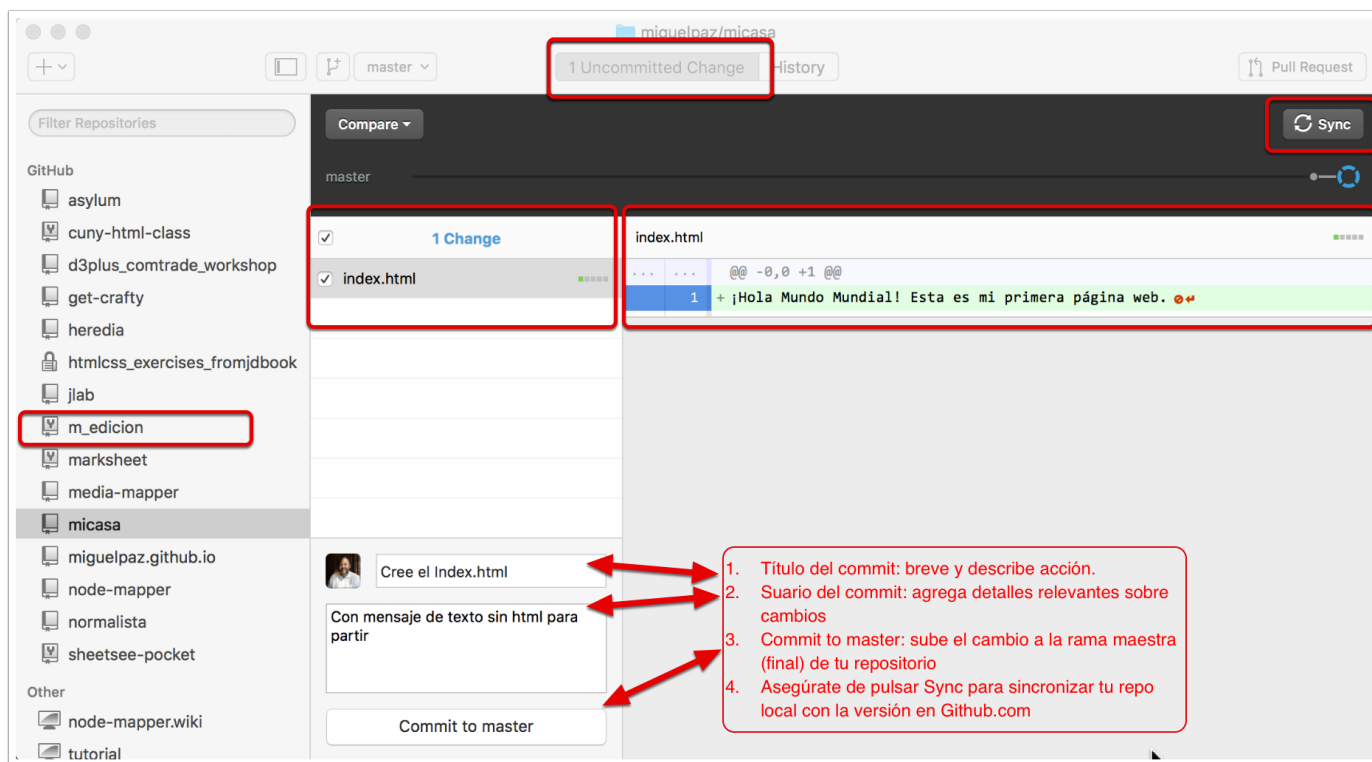 miguelpaz/micasa
master
1 Uncommitted Change
History
Pull Request
Filter Repositories
Compare
Sync
master
GitHub
asylum
cuny-html-class
d3plus_comtrade_workshop
get-crafty
heredia
htmlcss_exercises_fromjdbook
jlab
m_edicion
marksheet
media-mapper
micasa
miguelpaz.github.io
node-mapper
normalista
sheetsee-pocket
Other
node-mapper.wiki
tutorial
1 Change
index.html
index.html
... ... @@ -0,0 +1 @@
1 + ¡Hola Mundo Mundial! Esta es mi primera página web.
Cree el Index.html
Con mensaje de texto sin html para
partir
Commit to master
1. Título del commit: breve y describe acción.
2. Suario del commit: agrega detalles relevantes sobre
cambios
3. Commit to master: sube el cambio a la rama maestra
(final) de tu repositorio
4. Asegúrate de pulsar Sync para sincronizar tu repo
local con la versión en Github.com